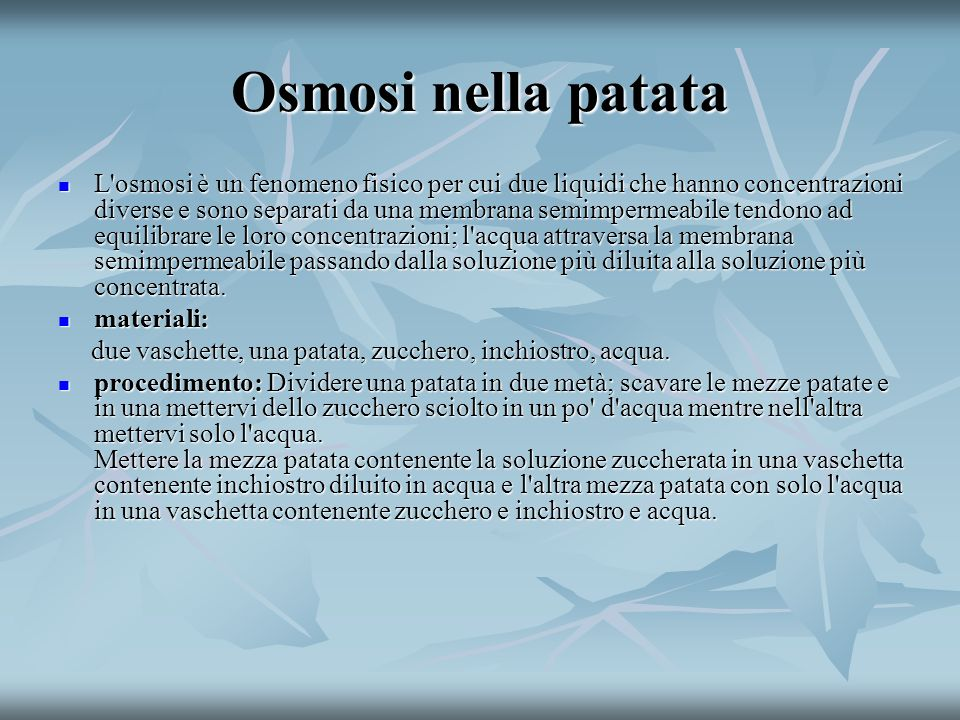 Osmosi nella patata
L'osmosi è un fenomeno fisico per cui due liquidi che hanno concentrazioni
diverse e sono separati da una membrana semimpermeabile tendono ad
equilibrare le loro concentrazioni; l'acqua attraversa la membrana
semimpermeabile passando dalla soluzione più diluita alla soluzione più
concentrata.
materiali:
due vaschette, una patata, zucchero, inchiostro, acqua.
procedimento: Dividere una patata in due metà; scavare le mezze patate e
in una mettervi dello zucchero sciolto in un po' d'acqua mentre nell'altra
mettervi solo l'acqua.
Mettere la mezza patata contenente la soluzione zuccherata in una vaschetta
contenente inchiostro diluito in acqua e l'altra mezza patata con solo l'acqua
in una vaschetta contenente zucchero e inchiostro e acqua.